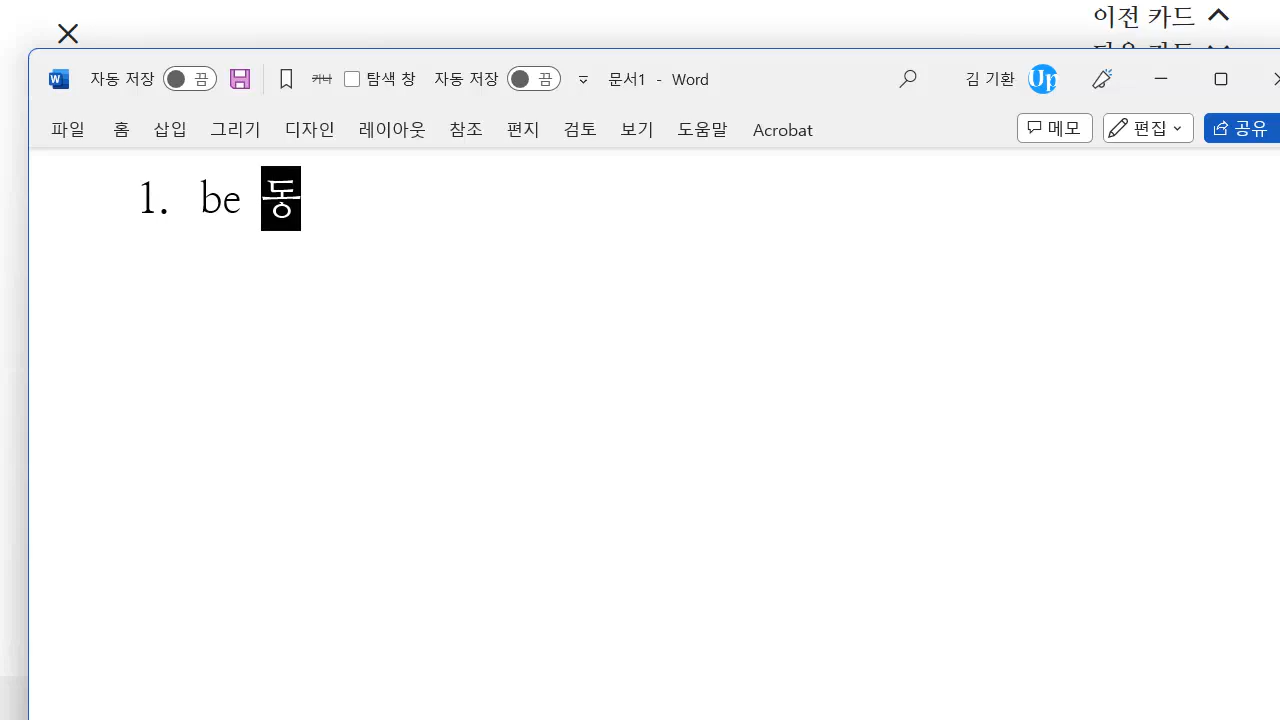 이전 카드
자동 저장 끔 가나 탐색 창 자동 저장 끔 문서1 - Word 김 기환 Up
파일 홈 삽입 그리기 디자인 레이아웃 참조 편지 검토 보기 도움말 Acrobat 메모 편집 공유
1. be 동